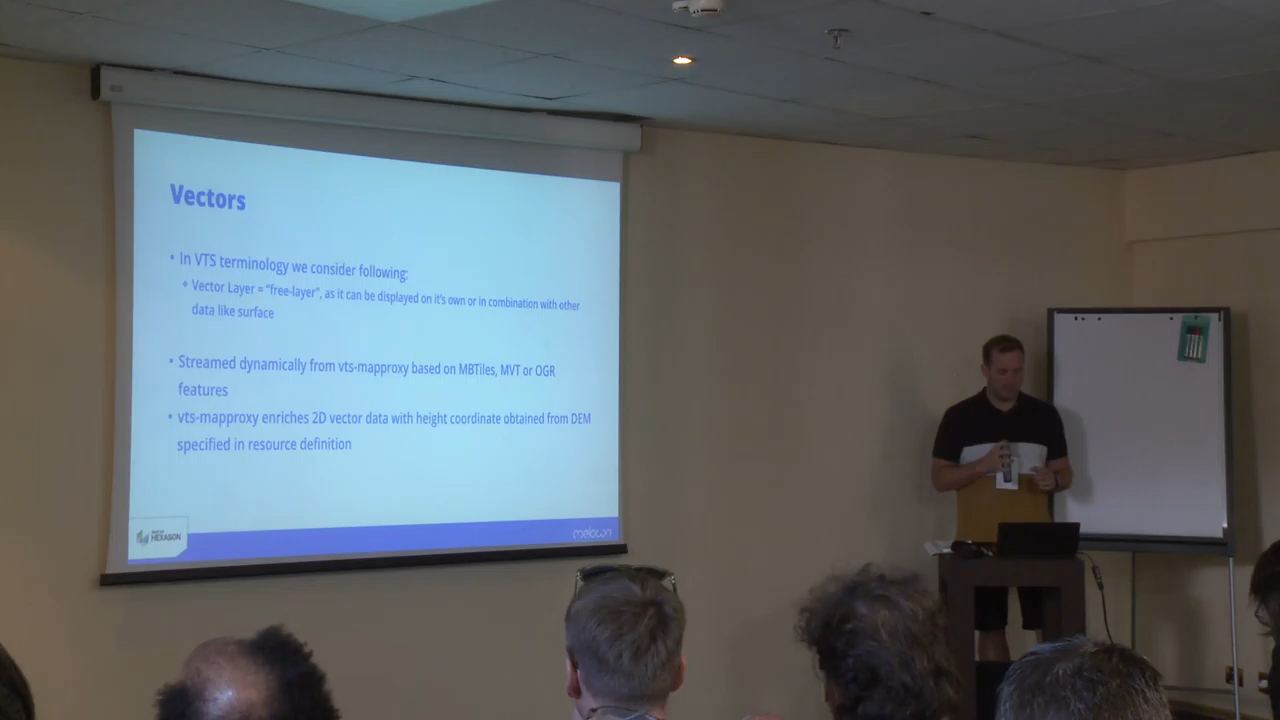 Vectors
• In VTS terminology we consider following:
Vector Layer = "free-layer", as it can be displayed on it's own or in combination with other
data like surface
• Streamed dynamically from vts-mapproxy based on MBTiles, MVT or OGR
features
• vts-mapproxy enriches 2D vector data with height coordinate obtained from DEM
specified in resource definition
HEXAGON
melown